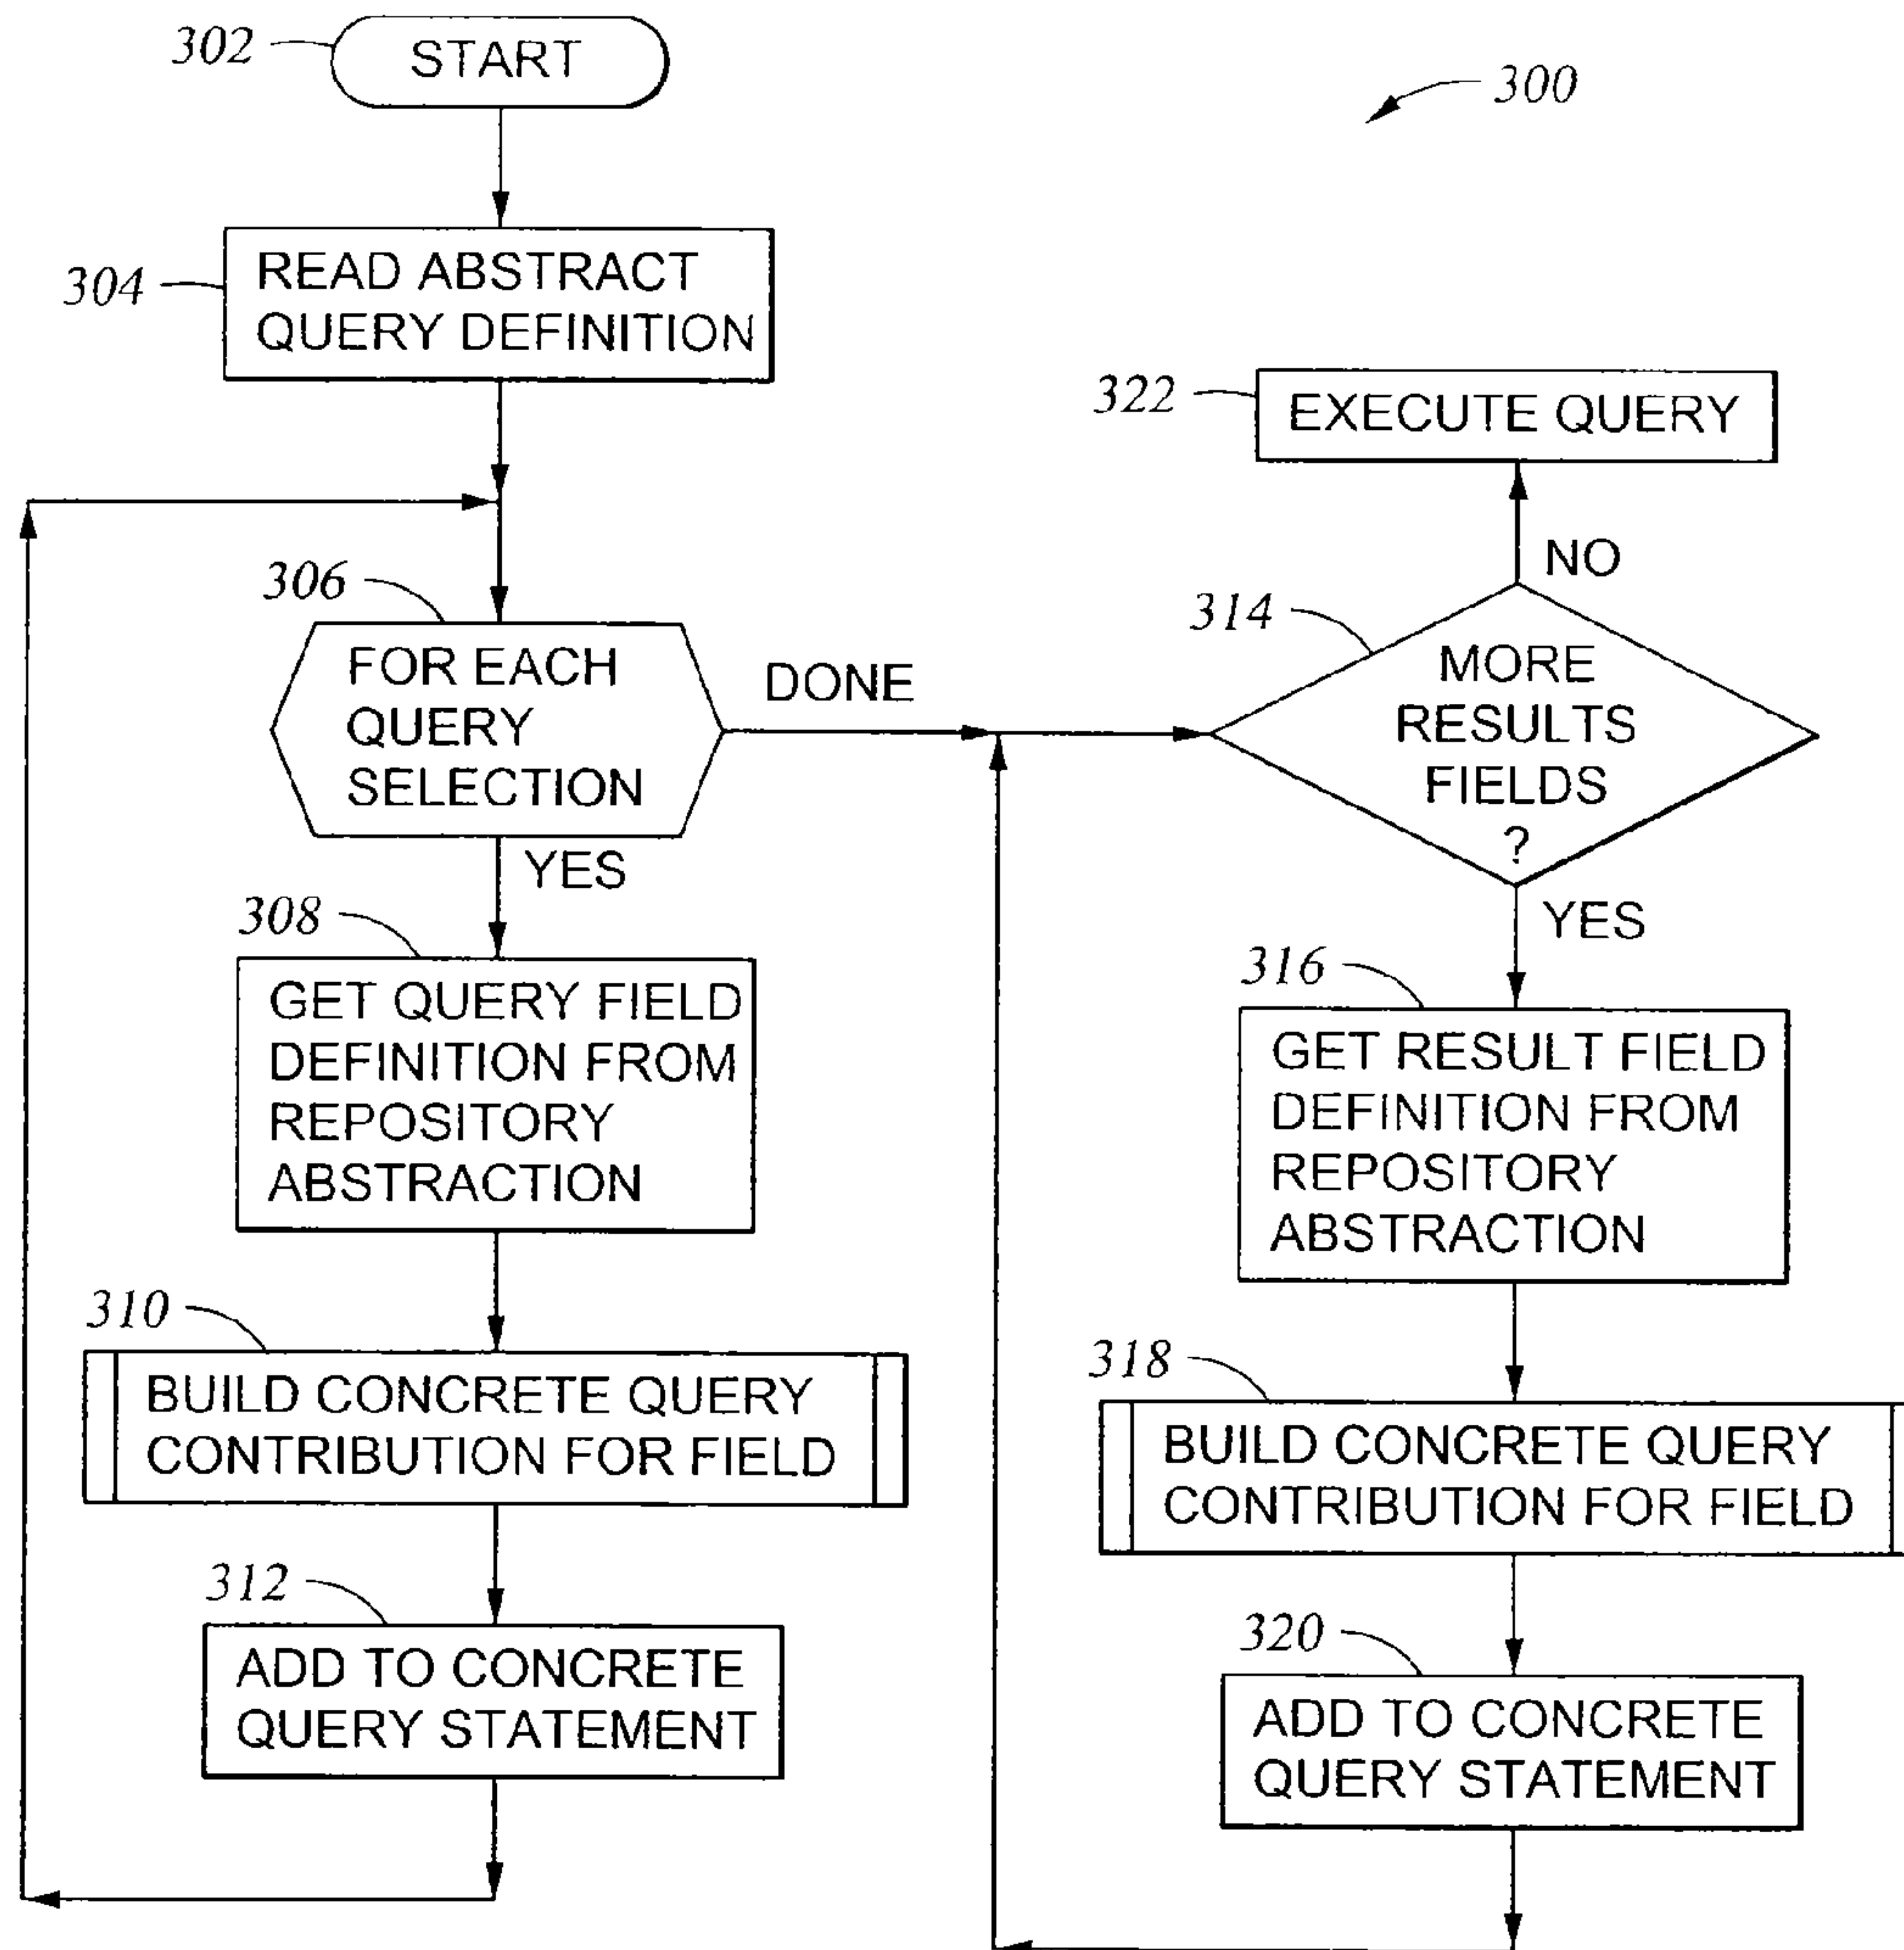 302
START
300
304
READ ABSTRACT
QUERY DEFINITION
306
FOR EACH
QUERY
SELECTION
DONE
YES
308
GET QUERY FIELD
DEFINITION FROM
REPOSITORY
ABSTRACTION
310
BUILD CONCRETE QUERY
CONTRIBUTION FOR FIELD
312
ADD TO CONCRETE
QUERY STATEMENT
322
EXECUTE QUERY
NO
314
MORE
RESULTS
FIELDS
?
YES
316
GET RESULT FIELD
DEFINITION FROM
REPOSITORY
ABSTRACTION
318
BUILD CONCRETE QUERY
CONTRIBUTION FOR FIELD
320
ADD TO CONCRETE
QUERY STATEMENT